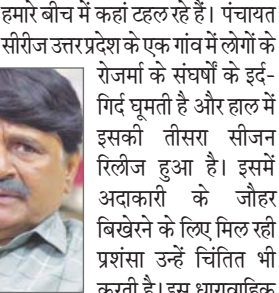 हमारे बीच में कहां टहल रहे हैं। पंचायत
सीरीज उत्तर प्रदेश के एक गांव में लोगों के
रोजर्मा के संघर्षों के इर्द-
गिर्द घूमती है और हाल में
इसकी तीसरा सीजन
रिलीज हुआ है। इसमें
अदाकारी के जौहर
बिखेरने के लिए मिल रही
प्रशंसा उन्हें चिंतित भी
करती है। इस धारावाहिक